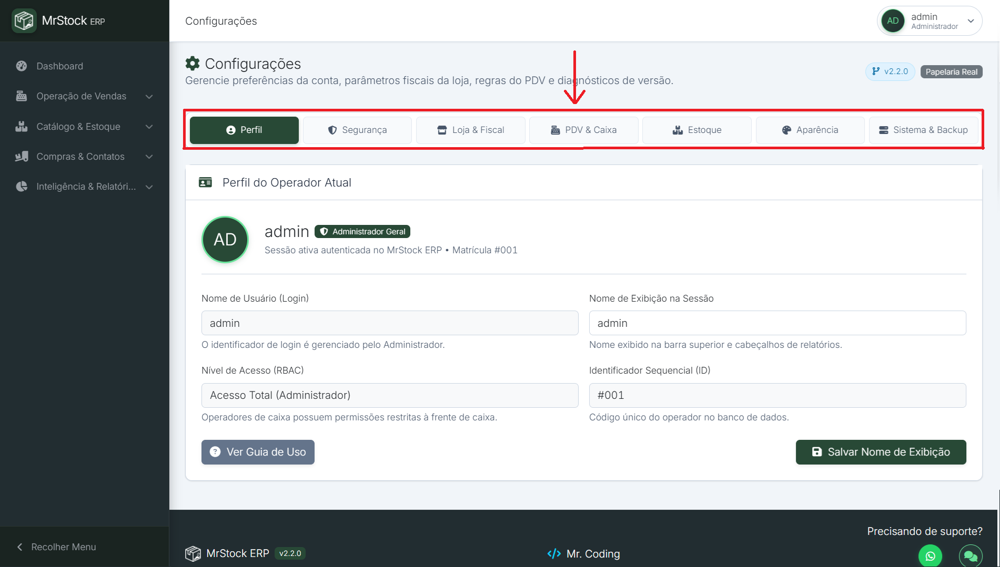 MrStock ERP
Configurações
AD
admin
Administrador
Dashboard
Operação de Vendas
Catálogo & Estoque
Compras & Contatos
Inteligência & Relatóri...
Recolher Menu
Configurações
Gerencie preferências da conta, parâmetros fiscais da loja, regras do PDV e diagnósticos de versão.
v2.2.0
Papelaria Real
Perfil
Segurança
Loja & Fiscal
PDV & Caixa
Estoque
Aparência
Sistema & Backup
Perfil do Operador Atual
AD
admin
Administrador Geral
Sessão ativa autenticada no MrStock ERP • Matrícula #001
Nome de Usuário (Login)
admin
O identificador de login é gerenciado pelo Administrador.
Nome de Exibição na Sessão
admin
Nome exibido na barra superior e cabeçalhos de relatórios.
Nível de Acesso (RBAC)
Acesso Total (Administrador)
Operadores de caixa possuem permissões restritas à frente de caixa.
Identificador Sequencial (ID)
#001
Código único do operador no banco de dados.
Ver Guia de Uso
Salvar Nome de Exibição
MrStock ERP v2.2.0
Mr. Coding
Precisando de suporte?